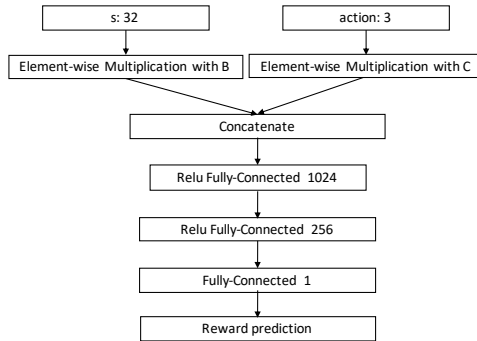 s: 32
action: 3
Element-wise Multiplication with B
Element-wise Multiplication with C
Concatenate
Relu Fully-Connected 1024
Relu Fully-Connected 256
Fully-Connected 1
Reward prediction